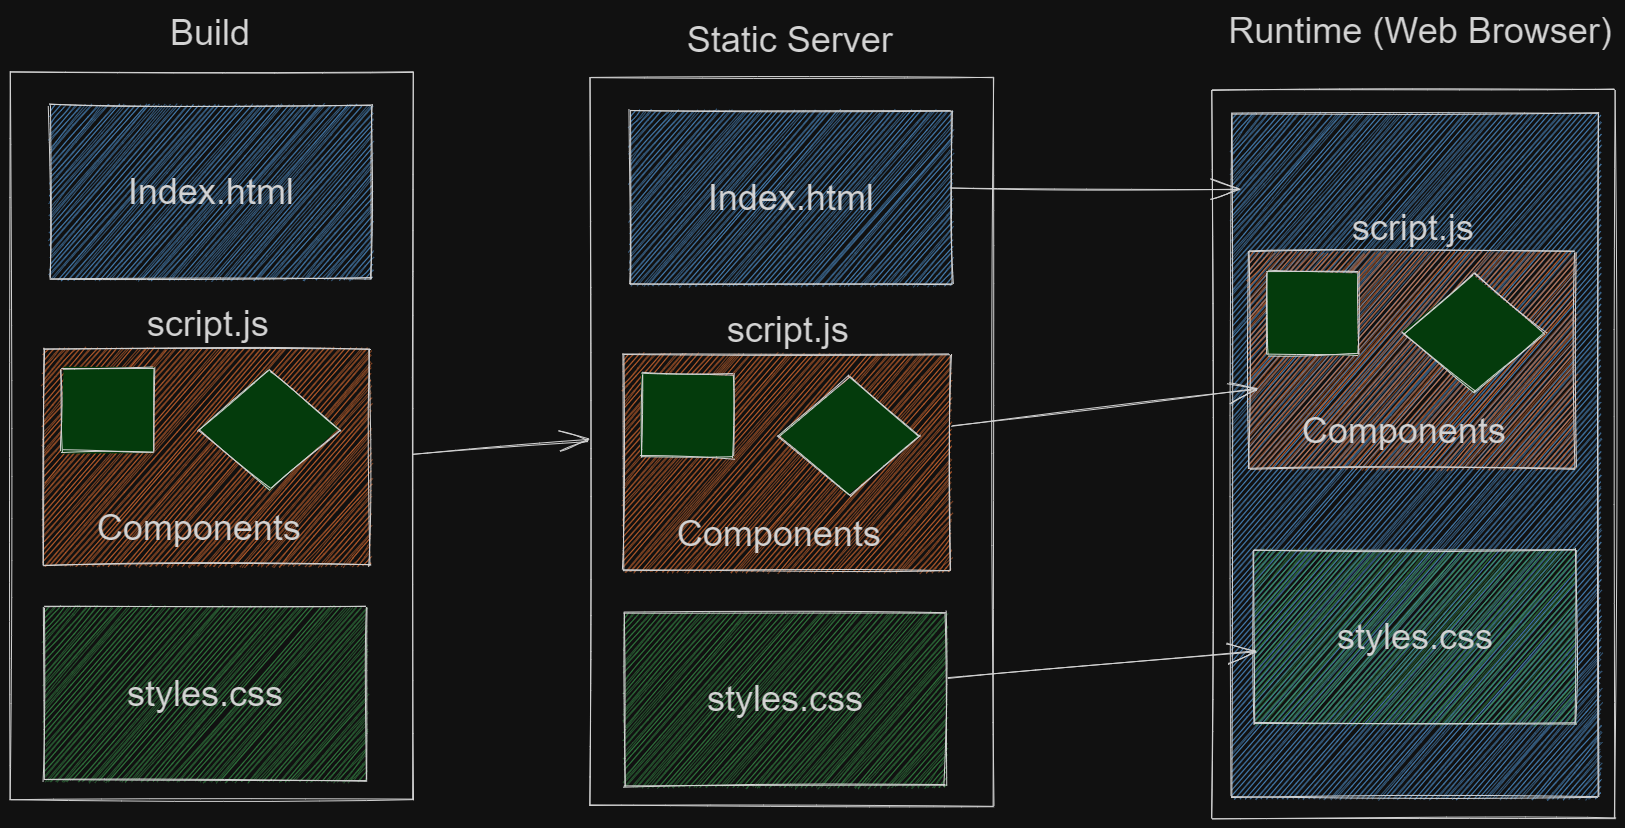 Build
Index.html
script.js
Components
styles.css
Static Server
Index.html
script.js
Components
styles.css
Runtime (Web Browser)
script.js
Components
styles.css